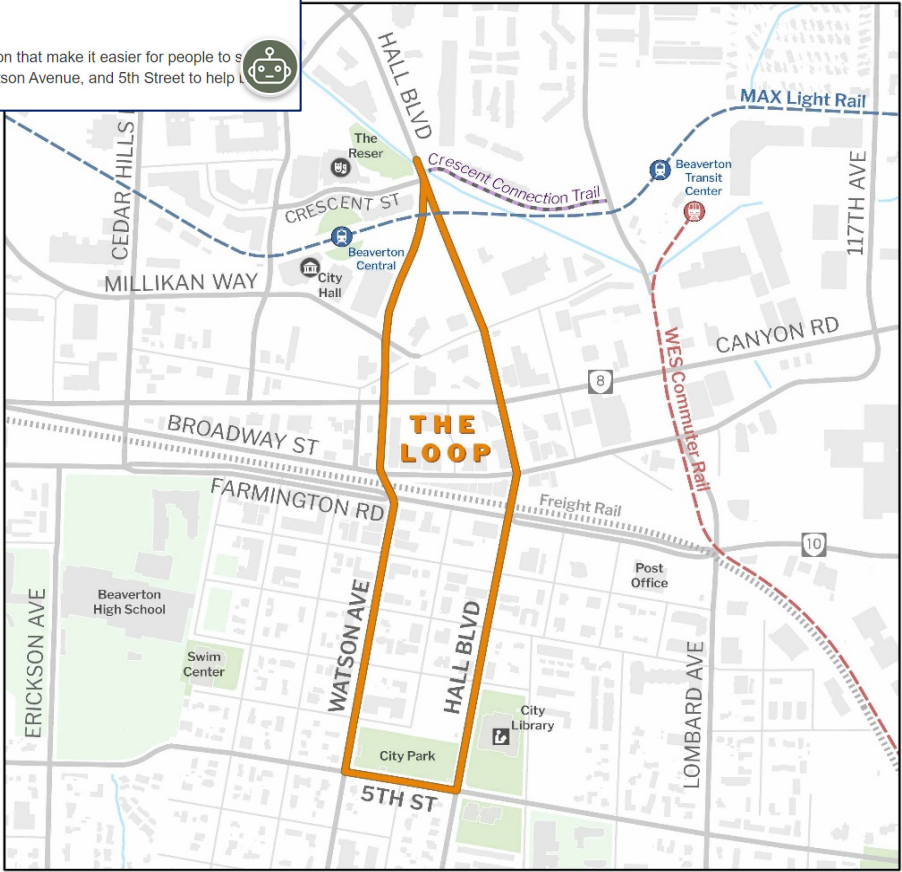 on that make it easier for people to s
tson Avenue, and 5th Street to help
HALL BLVD
MAX Light Rail
CEDAR HILLS
The
Reser
Crescent Connection Trail
Beaverton
Transit
Center
117TH AVE
CRESCENT ST
Beaverton
Central
City
Hall
MILLIKAN WAY
CANYON RD
8
WES Commuter Rail
THE
LOOP
BROADWAY ST
FARMINGTON RD
Freight Rail
10
Post
Office
Beaverton
High School
ERICKSON AVE
WATSON AVE
HALL BLVD
LOMBARD AVE
Swim
Center
City
Library
City Park
5TH ST